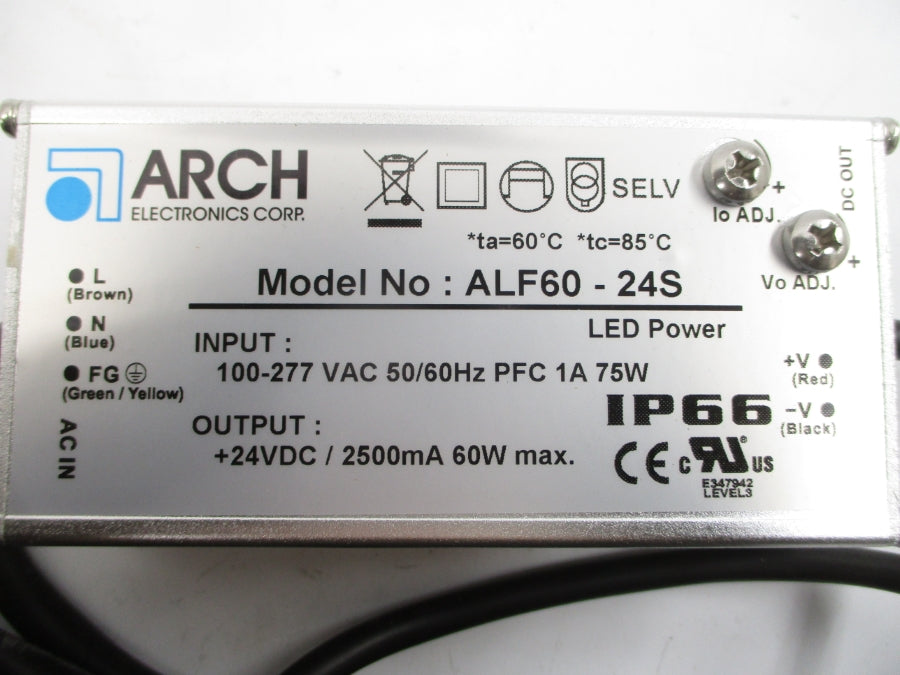 ARCH
ELECTRONICS CORP.
SELV
*ta=60°C *tc=85°C
Io ADJ.
+
DC OUT
Vo ADJ.
+
Model No : ALF60 - 24S
LED Power
L
(Brown)
N
(Blue)
FG
(Green / Yellow)
AC IN
INPUT :
100-277 VAC 50/60Hz PFC 1A 75W
OUTPUT :
+24VDC / 2500mA 60W max.
+V
(Red)
–V
(Black)
IP66
CE c RU US
E347942
LEVEL3